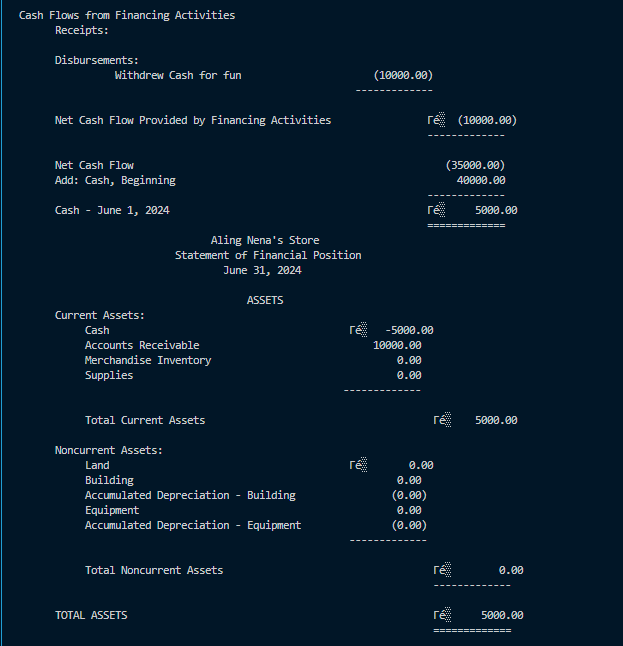 Cash Flows from Financing Activities
Receipts:
Disbursements:
Withdrew Cash for fun (10000.00)
-------------
Net Cash Flow Provided by Financing Activities Γé▒ (10000.00)
-------------
Net Cash Flow (35000.00)
Add: Cash, Beginning 40000.00
-------------
Cash - June 1, 2024 Γé▒ 5000.00
=============
Aling Nena's Store
Statement of Financial Position
June 31, 2024
ASSETS
Current Assets:
Cash Γé▒ -5000.00
Accounts Receivable 10000.00
Merchandise Inventory 0.00
Supplies 0.00
-------------
Total Current Assets Γé▒ 5000.00
Noncurrent Assets:
Land Γé▒ 0.00
Building 0.00
Accumulated Depreciation - Building (0.00)
Equipment 0.00
Accumulated Depreciation - Equipment (0.00)
-------------
Total Noncurrent Assets Γé▒ 0.00
-------------
TOTAL ASSETS Γé▒ 5000.00
=============